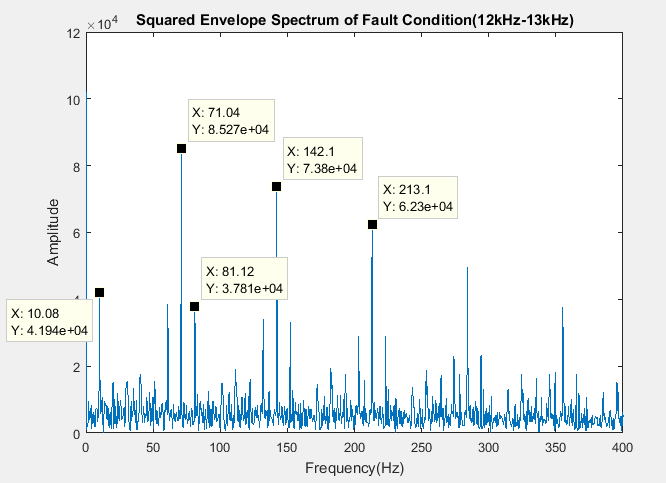 Squared Envelope Spectrum of Fault Condition(12kHz-13kHz)
×10^4
12
10
8
6
4
2
0
Amplitude
X: 71.04
Y: 8.527e+04
X: 142.1
Y: 7.38e+04
X: 213.1
Y: 6.23e+04
X: 81.12
Y: 3.781e+04
X: 10.08
Y: 4.194e+04
0 50 100 150 200 250 300 350 400
Frequency(Hz)